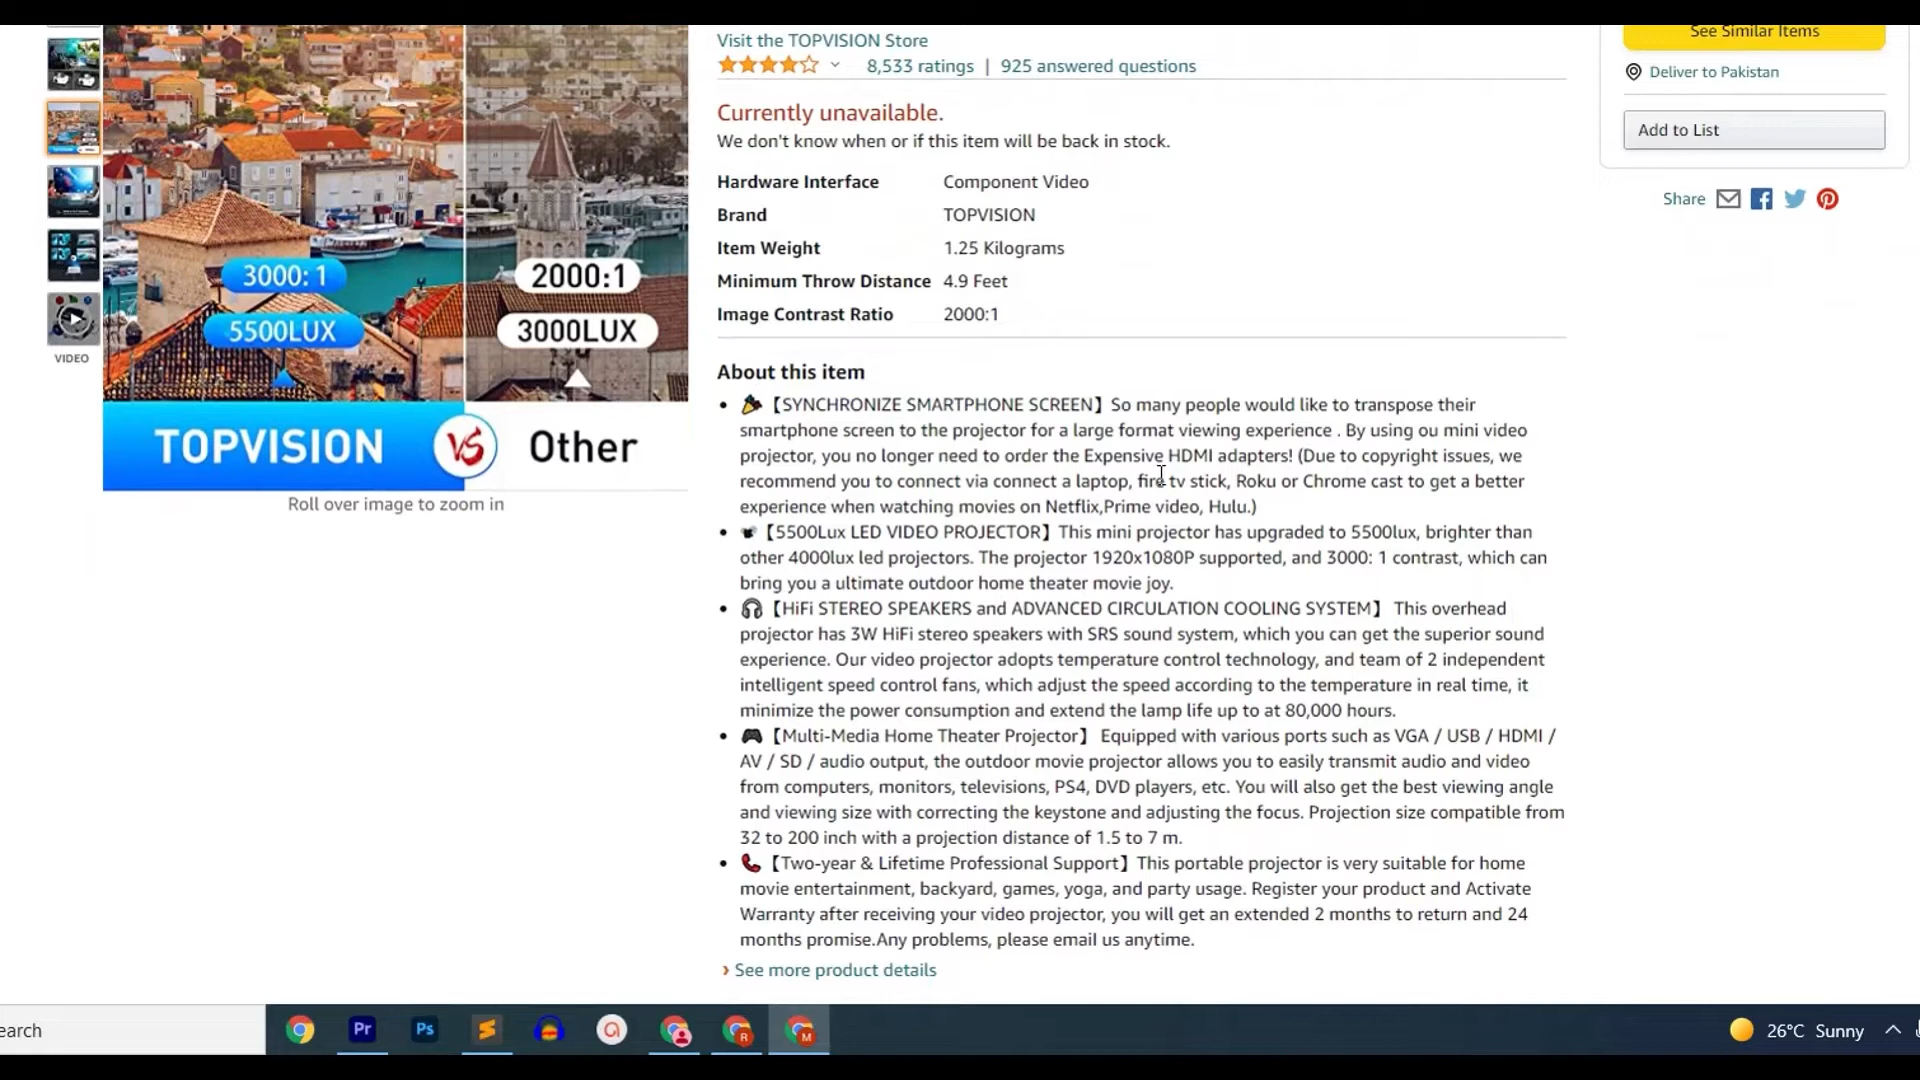 Visit the TOPVISION Store
8,533 ratings | 925 answered questions
Currently unavailable.
We don't know when or if this item will be back in stock.
Hardware Interface Component Video
Brand TOPVISION
Item Weight 1.25 Kilograms
Minimum Throw Distance 4.9 Feet
Image Contrast Ratio 2000:1
See Similar Items
Deliver to Pakistan
Add to List
Share
3000: 1
2000:1
5500LUX
3000LUX
TOPVISION VS Other
VIDEO
Roll over image to zoom in
About this item
【SYNCHRONIZE SMARTPHONE SCREEN】So many people would like to transpose their
smartphone screen to the projector for a large format viewing experience . By using ou mini video
projector, you no longer need to order the Expensive HDMI adapters! (Due to copyright issues, we
recommend you to connect via connect a laptop, fire tv stick, Roku or Chrome cast to get a better
experience when watching movies on Netflix,Prime video, Hulu.)
【5500Lux LED VIDEO PROJECTOR】This mini projector has upgraded to 5500lux, brighter than
other 4000lux led projectors. The projector 1920x1080P supported, and 3000: 1 contrast, which can
bring you a ultimate outdoor home theater movie joy.
【HiFi STEREO SPEAKERS and ADVANCED CIRCULATION COOLING SYSTEM】 This overhead
projector has 3W HiFi stereo speakers with SRS sound system, which you can get the superior sound
experience. Our video projector adopts temperature control technology, and team of 2 independent
intelligent speed control fans, which adjust the speed according to the temperature in real time, it
minimize the power consumption and extend the lamp life up to at 80,000 hours.
【Multi-Media Home Theater Projector】 Equipped with various ports such as VGA / USB / HDMI /
AV / SD / audio output, the outdoor movie projector allows you to easily transmit audio and video
from computers, monitors, televisions, PS4, DVD players, etc. You will also get the best viewing angle
and viewing size with correcting the keystone and adjusting the focus. Projection size compatible from
32 to 200 inch with a projection distance of 1.5 to 7 m.
【Two-year & Lifetime Professional Support】This portable projector is very suitable for home
movie entertainment, backyard, games, yoga, and party usage. Register your product and Activate
Warranty after receiving your video projector, you will get an extended 2 months to return and 24
months promise.Any problems, please email us anytime.
› See more product details
earch
Pr
Ps
R
M
26°C Sunny